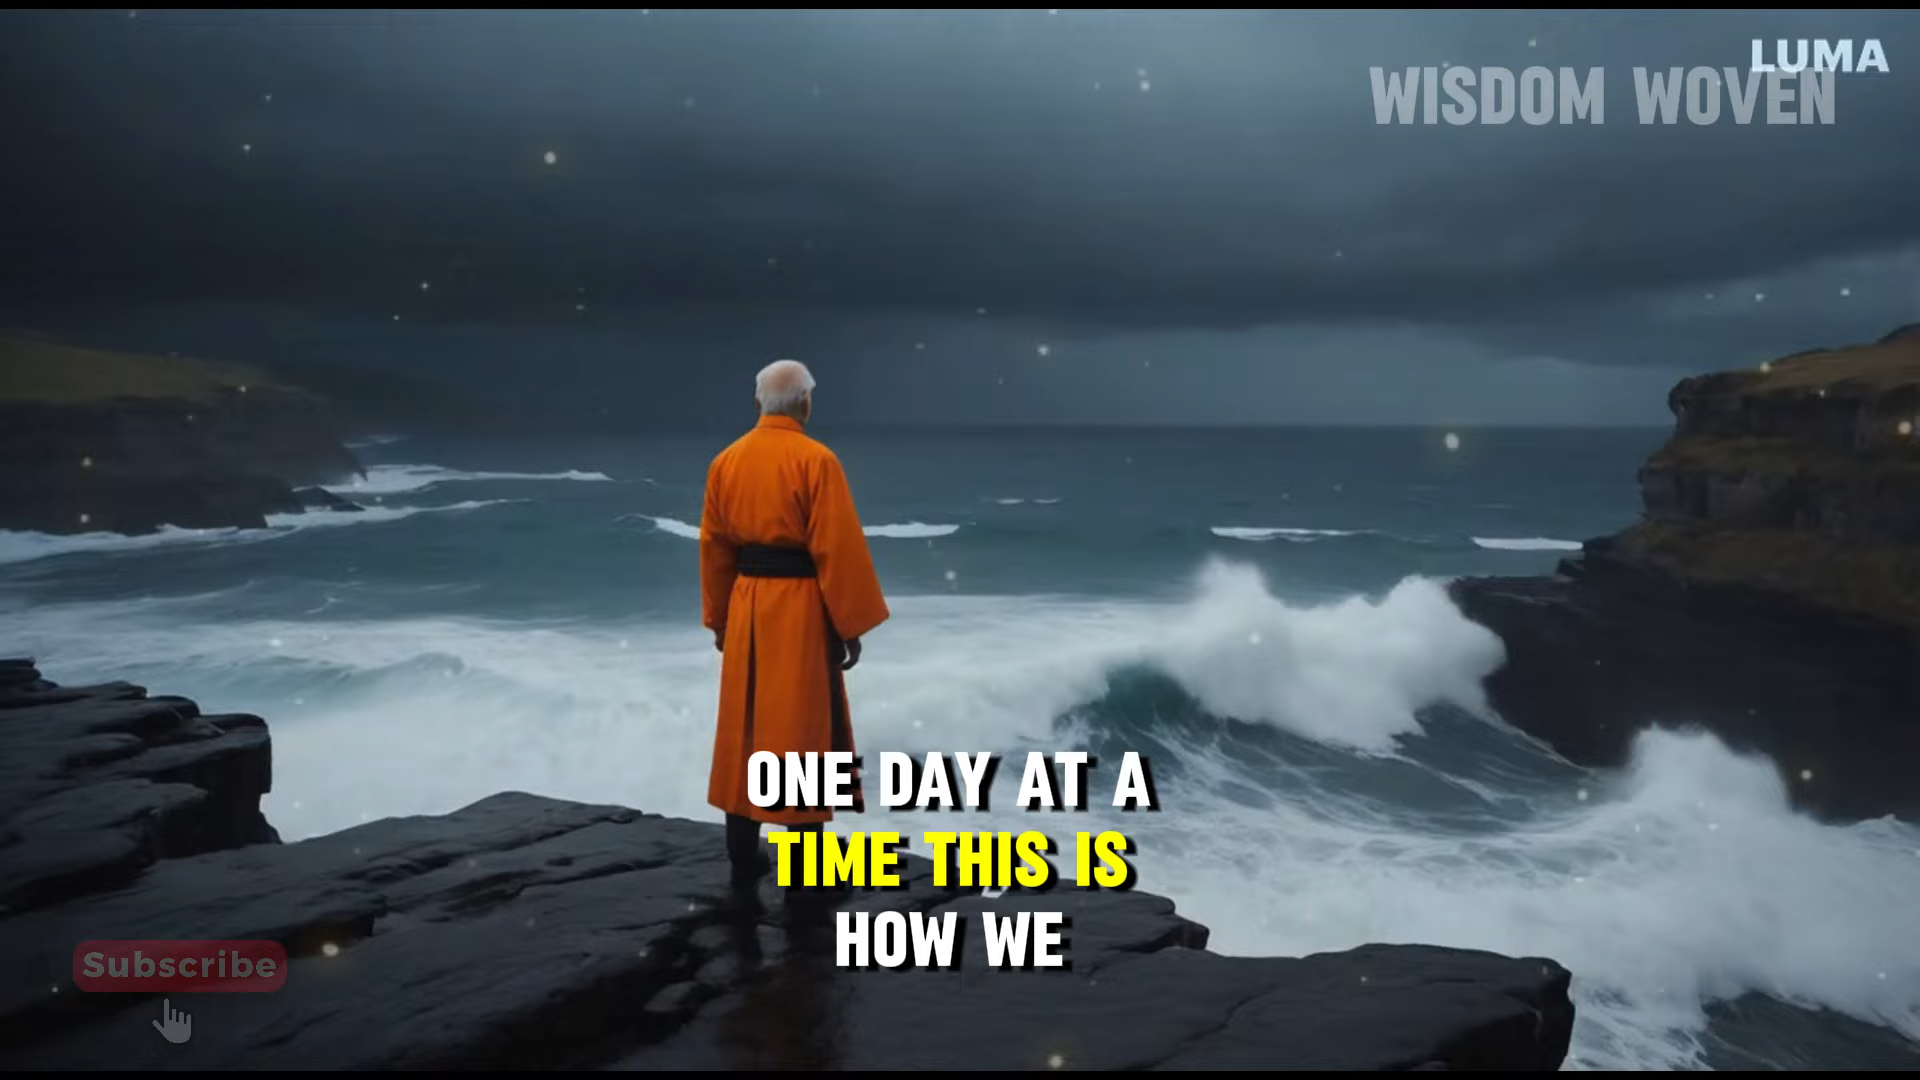 LUMA
WISDOM WOVEN
ONE DAY AT A
TIME THIS IS
HOW WE
Subscribe